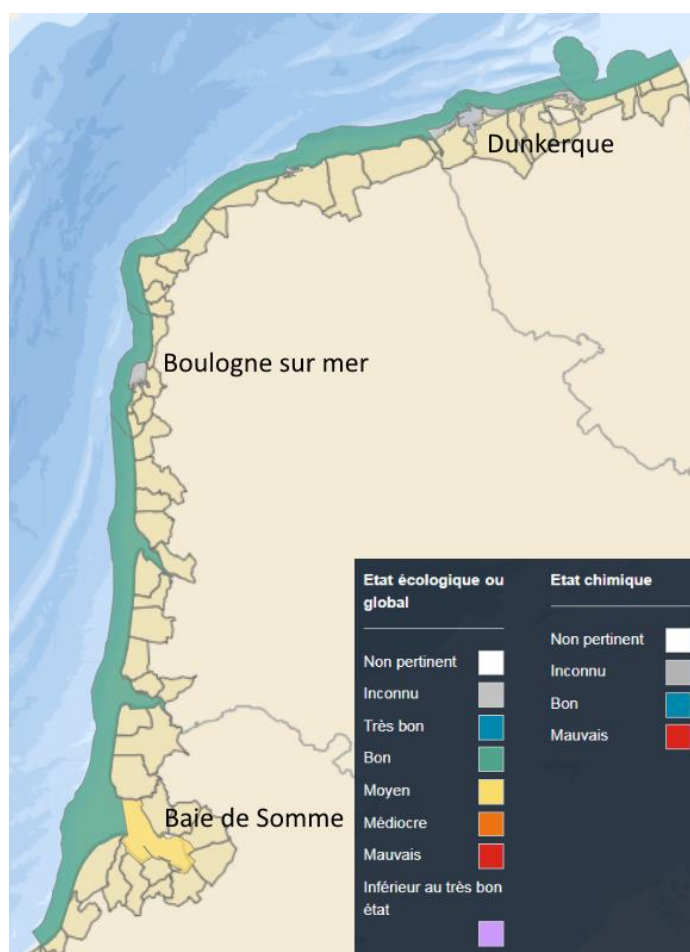 Dunkerque
Boulogne sur mer
Baie de Somme
Etat écologique ou
global
Non pertinent
Inconnu
Très bon
Bon
Moyen
Médiocre
Mauvais
Inférieur au très bon
état
Etat chimique
Non pertinent
Inconnu
Bon
Mauvais